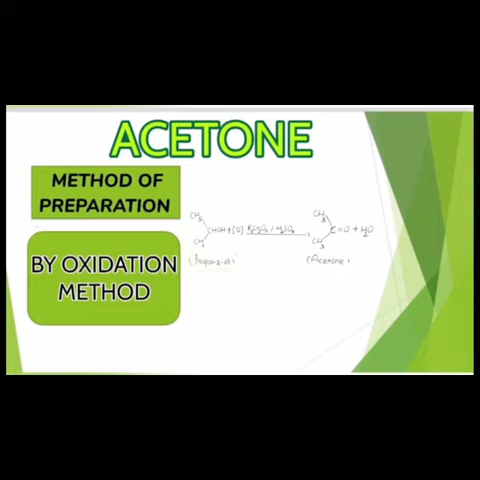 ACETONE
METHOD OF
PREPARATION
BY OXIDATION
METHOD
CH₃ CH₃
CHOH + [O] K₂Cr₂O₇ / H₂SO₄ C=O + H₂O
CH₃ CH₃
(Propan-2-ol) (Acetone)